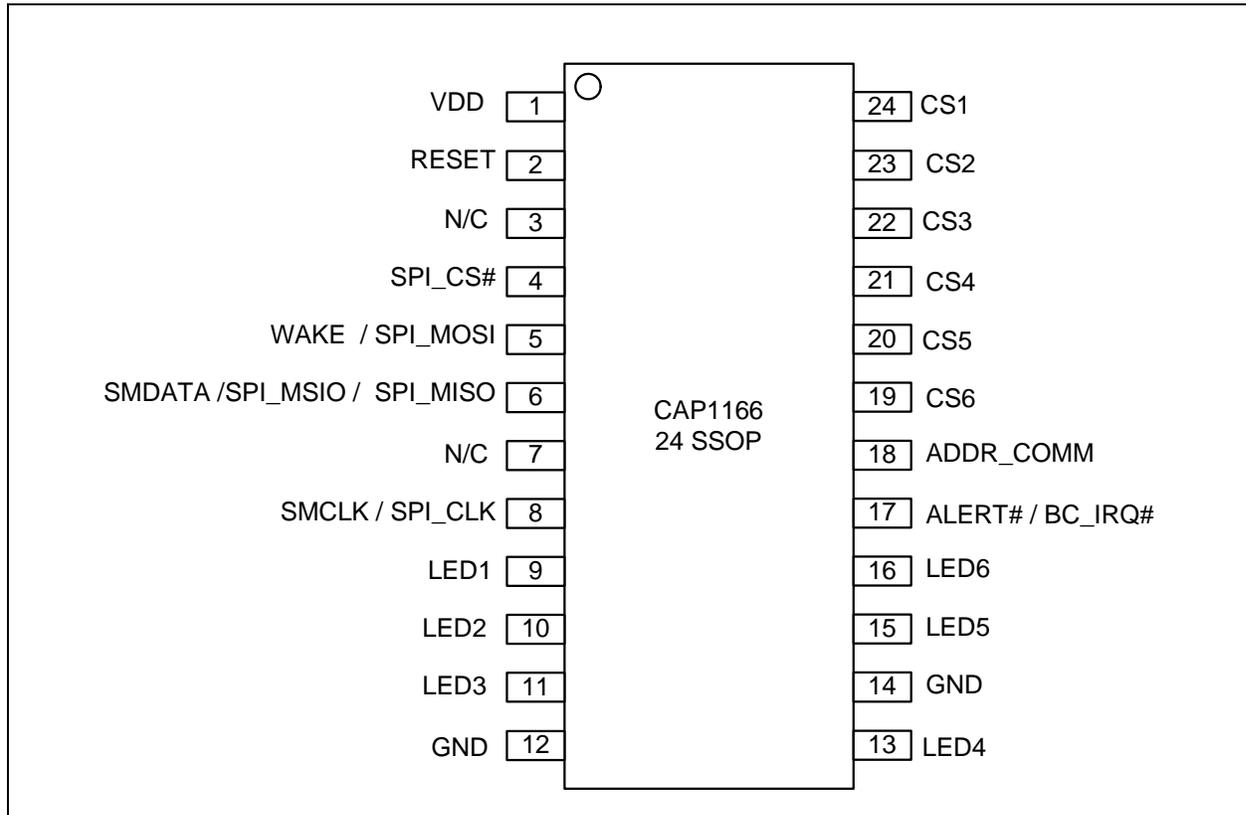 VDD 1
RESET 2
N/C 3
SPI_CS# 4
WAKE / SPI_MOSI 5
SMDATA /SPI_MSIO / SPI_MISO 6
N/C 7
SMCLK / SPI_CLK 8
LED1 9
LED2 10
LED3 11
GND 12
CAP1166
24 SSOP
24 CS1
23 CS2
22 CS3
21 CS4
20 CS5
19 CS6
18 ADDR_COMM
17 ALERT# / BC_IRQ#
16 LED6
15 LED5
14 GND
13 LED4